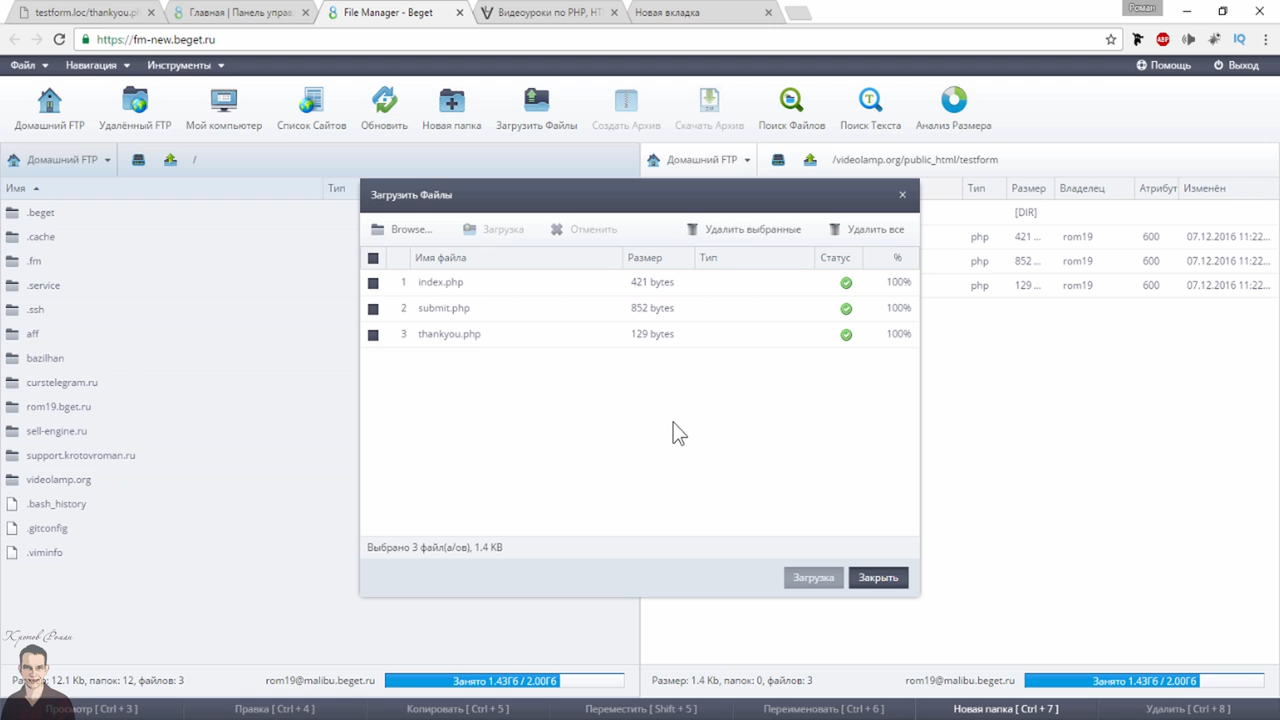 testform.loc/thankyou.p
Главная | Панель управ
File Manager - Beget
Видеоуроки по PHP, HT
Новая вкладка
Роман
https://fm-new.beget.ru
Файл Навигация Инструменты Помощь Выход
Домашний FTP Удалённый FTP Мой компьютер Список Сайтов Обновить Новая папка Загрузить Файлы Создать Архив Скачать Архив Поиск Файлов Поиск Текста Анализ Размера
Домашний FTP /
Домашний FTP /videolamp.org/public_html/testform
Имя Тип
Тип Размер Владелец Атрибут Изменён
.beget
.cache
.fm
.service
.ssh
aff
bazilhan
curstelegram.ru
rom19.bget.ru
sell-engine.ru
support.krotovroman.ru
videolamp.org
.bash_history
.gitconfig
.viminfo
[DIR]
php 421 ... rom19 600 07.12.2016 11:22...
php 852 ... rom19 600 07.12.2016 11:22...
php 129 ... rom19 600 07.12.2016 11:22...
Загрузить Файлы
Browse... Загрузка Отменить Удалить выбранные Удалить все
Имя файла Размер Тип Статус %
1 index.php 421 bytes 100%
2 submit.php 852 bytes 100%
3 thankyou.php 129 bytes 100%
Выбрано 3 файл(а/ов), 1.4 KB
Загрузка Закрыть
Кротов Роман
Разм : 12.1 Kb, папок: 12, файлов: 3 rom19@malibu.beget.ru Занято 1.43Гб / 2.00Гб
Размер: 1.4 Kb, папок: 0, файлов: 3 rom19@malibu.beget.ru Занято 1.43Гб / 2.00Гб
Просмотр [ Ctrl + 3 ] Правка [ Ctrl + 4 ] Копировать [ Ctrl + 5 ] Переместить [ Shift + 5 ] Переименовать [ Ctrl + 6 ] Новая папка [ Ctrl + 7 ] Удалить [ Ctrl + 8 ]